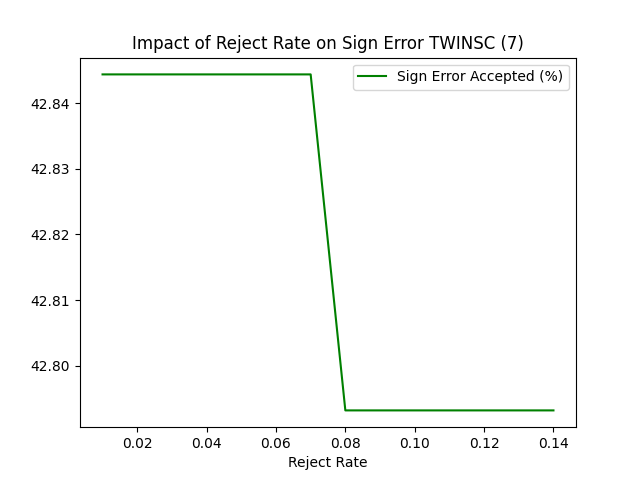 Impact of Reject Rate on Sign Error TWINSC (7)
Sign Error Accepted (%)
42.84
42.83
42.82
42.81
42.80
0.02 0.04 0.06 0.08 0.10 0.12 0.14
Reject Rate